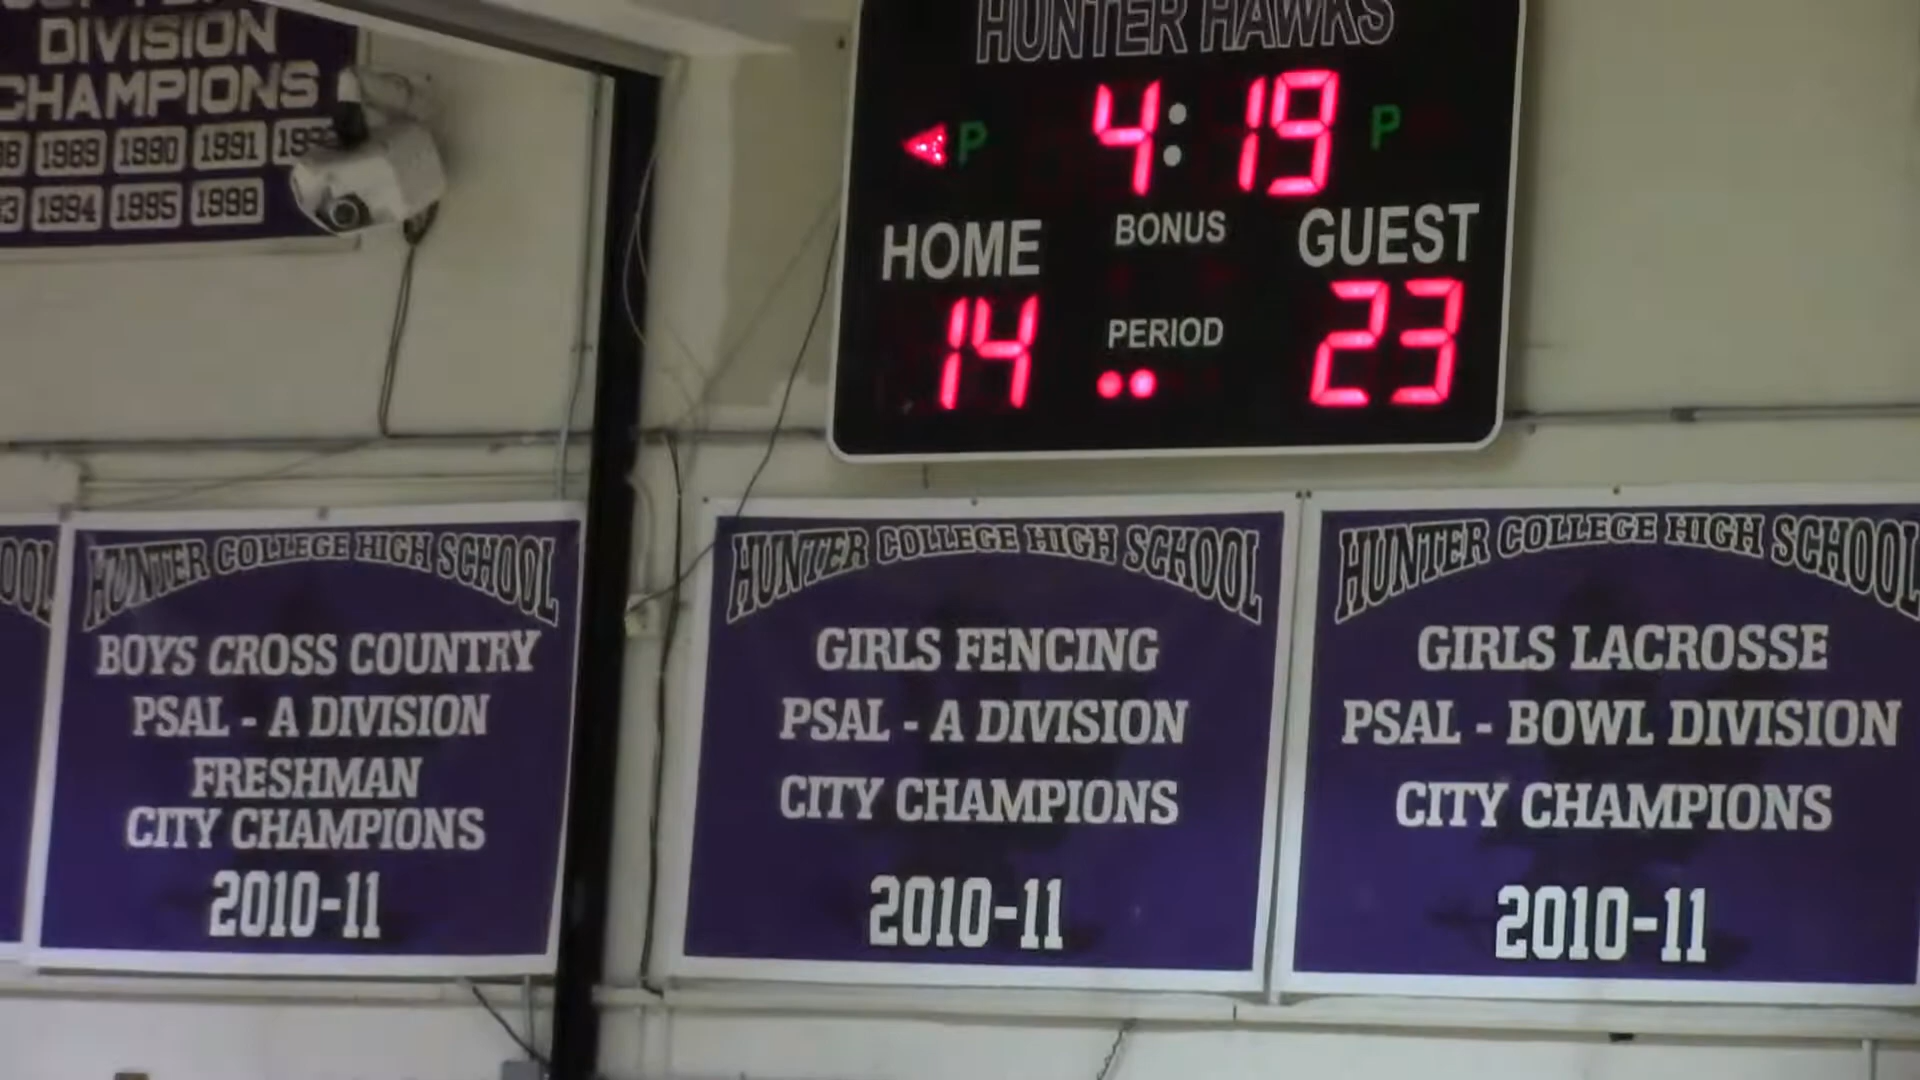 DIVISION
CHAMPIONS
1989 1990 1991
1994 1995 1998
HUNTER HAWKS
P 4:19 P
HOME BONUS GUEST
14 PERIOD 23
HUNTER COLLEGE HIGH SCHOOL
BOYS CROSS COUNTRY
PSAL - A DIVISION
FRESHMAN
CITY CHAMPIONS
2010-11
HUNTER COLLEGE HIGH SCHOOL
GIRLS FENCING
PSAL - A DIVISION
CITY CHAMPIONS
2010-11
HUNTER COLLEGE HIGH SCHOOL
GIRLS LACROSSE
PSAL - BOWL DIVISION
CITY CHAMPIONS
2010-11